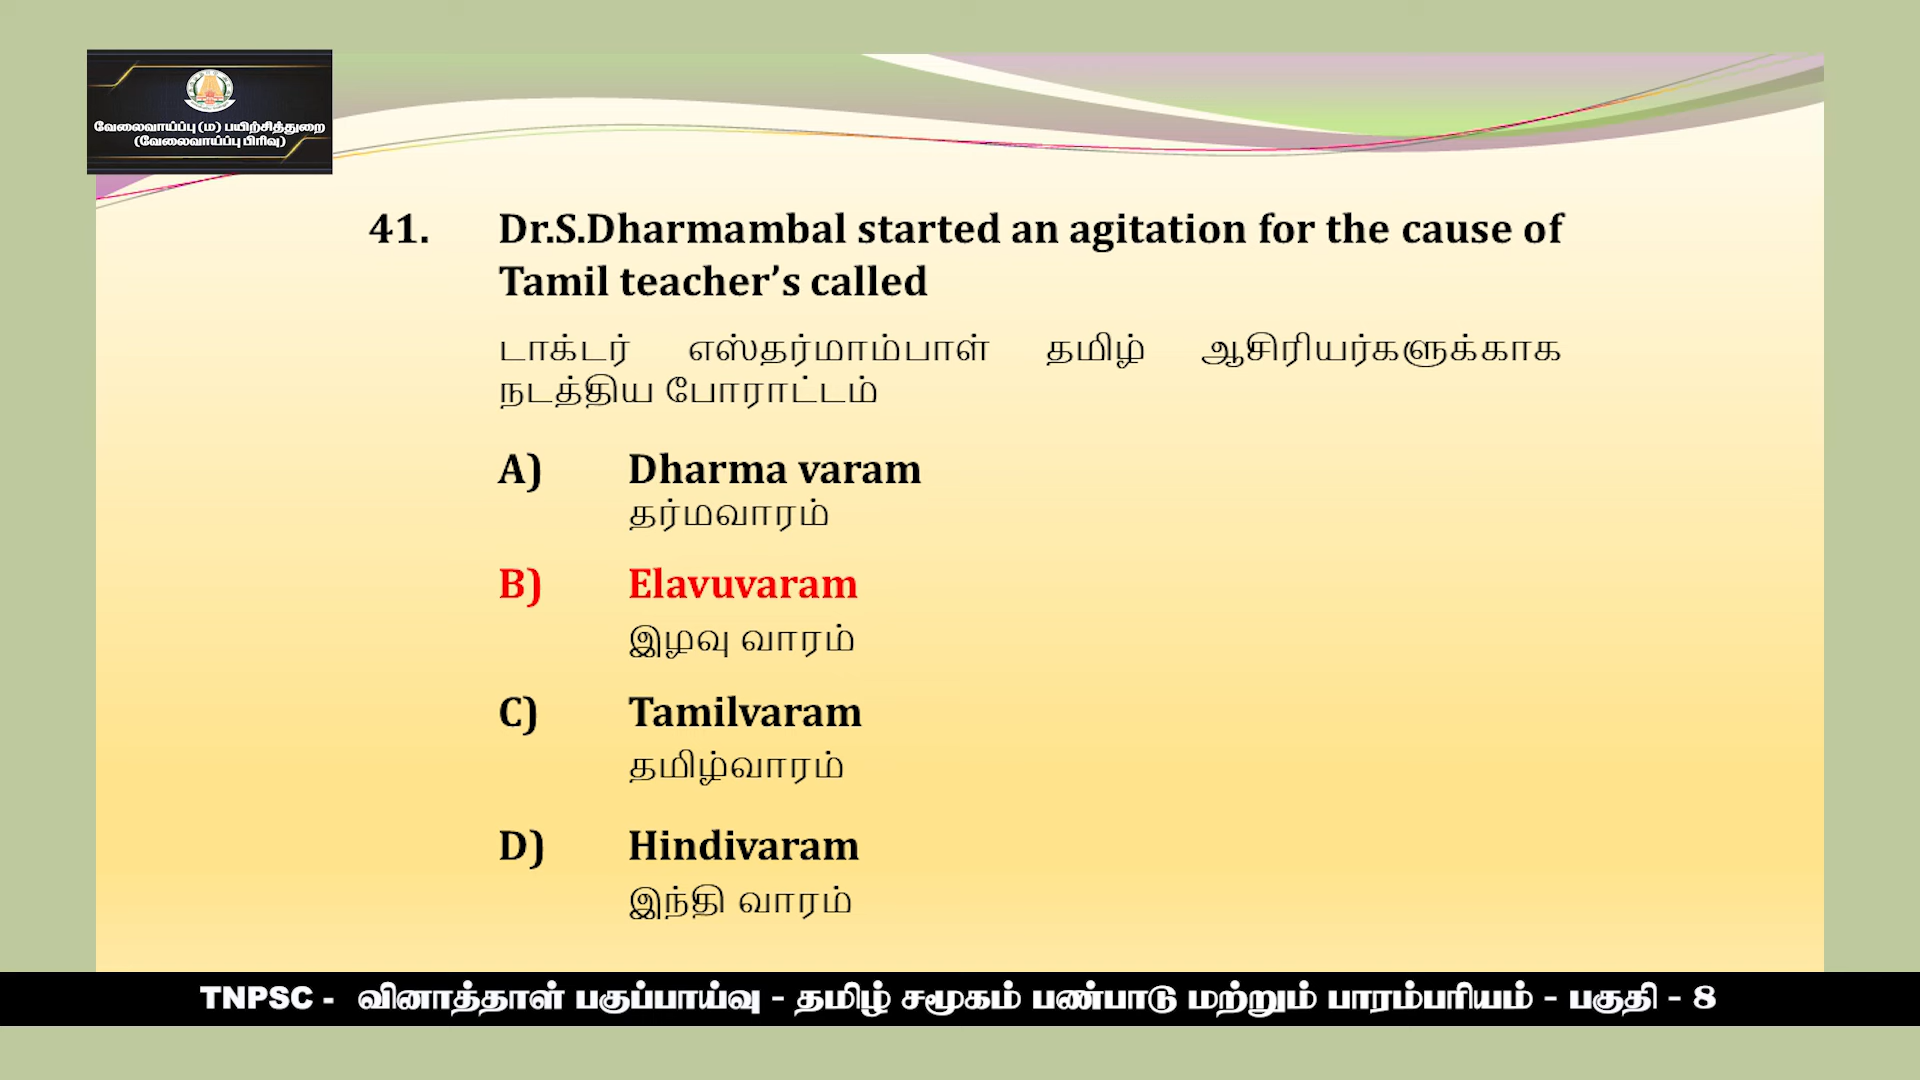 வேலைவாய்ப்பு (ம) பயிற்சித்துறை
(வேலைவாய்ப்பு பிரிவு)
41. Dr.S.Dharmambal started an agitation for the cause of
Tamil teacher’s called
டாக்டர் எஸ்தர்மாம்பாள் தமிழ் ஆசிரியர்களுக்காக
நடத்திய போராட்டம்
A) Dharma varam
தர்மவாரம்
B) Elavuvaram
இழவு வாரம்
C) Tamilvaram
தமிழ்வாரம்
D) Hindivaram
இந்தி வாரம்
TNPSC - வினாத்தாள் பகுப்பாய்வு - தமிழ் சமூகம் பண்பாடு மற்றும் பாரம்பரியம் - பகுதி - 8